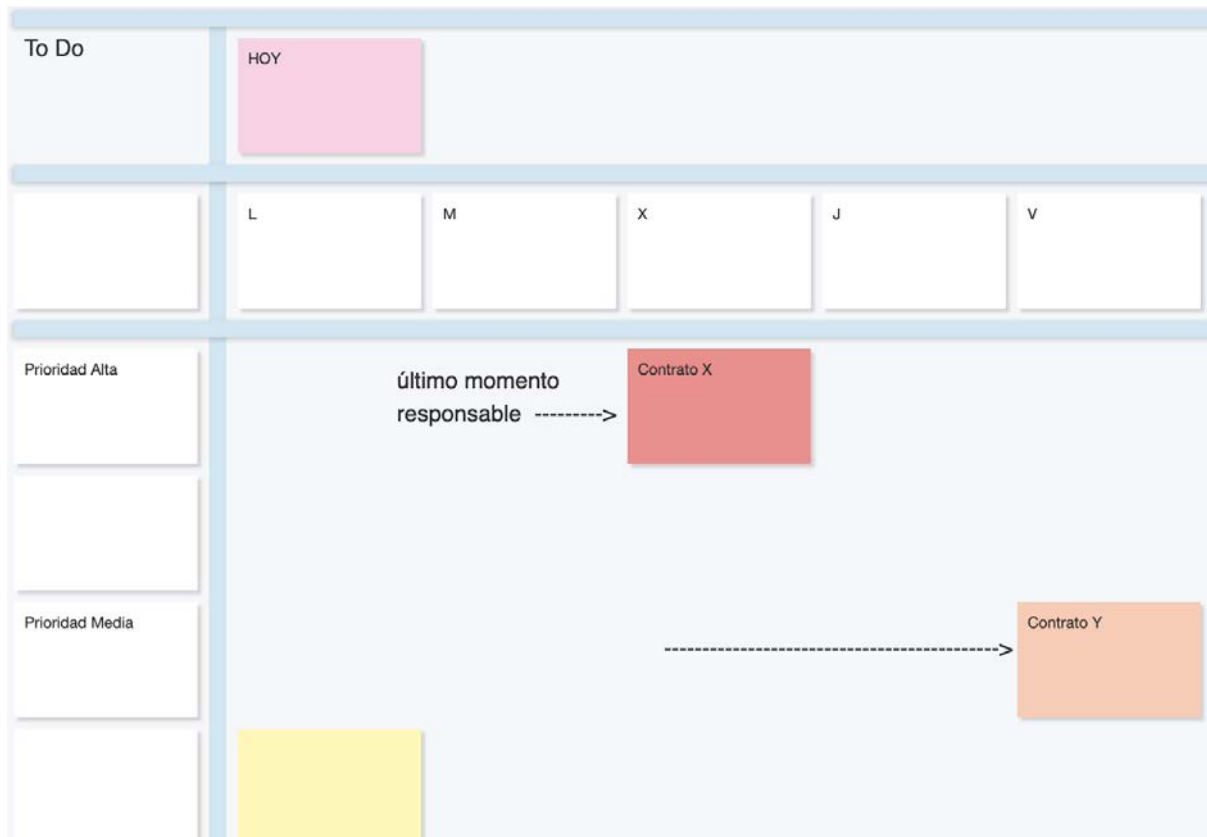 To Do
HOY
L
M
X
J
V
Prioridad Alta
último momento
responsable --------->
Contrato X
Prioridad Media
-------------------------------------------->
Contrato Y